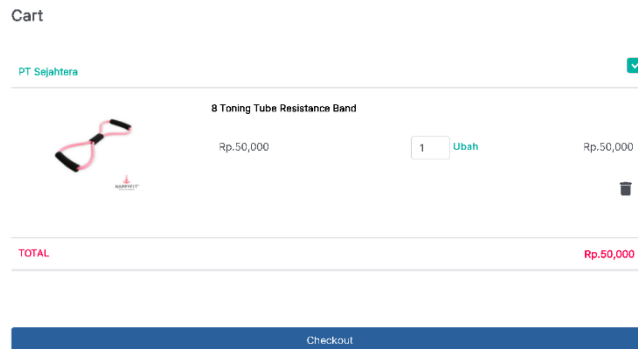 Cart
PT Sejahtera
8 Toning Tube Resistance Band
Rp.50,000
1
Ubah
Rp.50,000
HAPPYFIT
TOTAL
Rp.50,000
Checkout